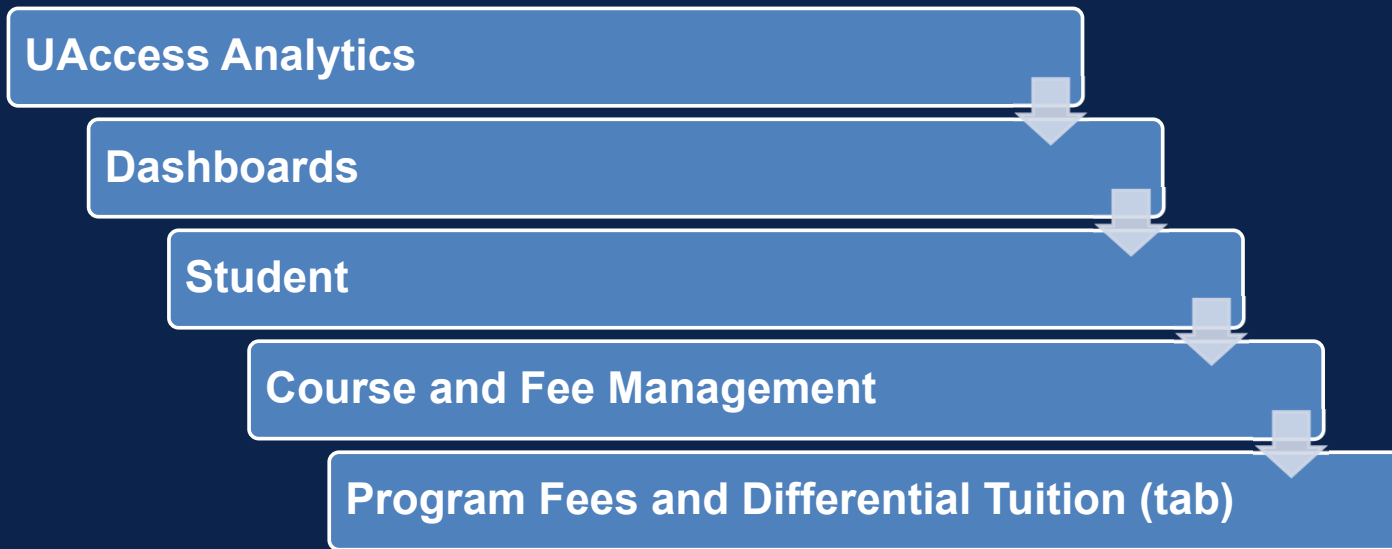 UAccess Analytics
Dashboards
Student
Course and Fee Management
Program Fees and Differential Tuition (tab)